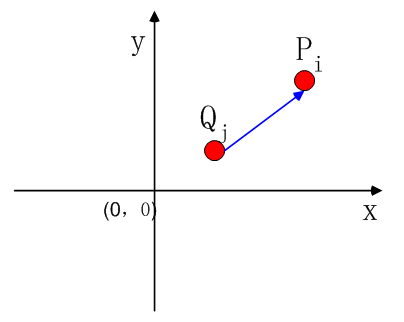 y
P_i
Q_j
(0, 0)
x